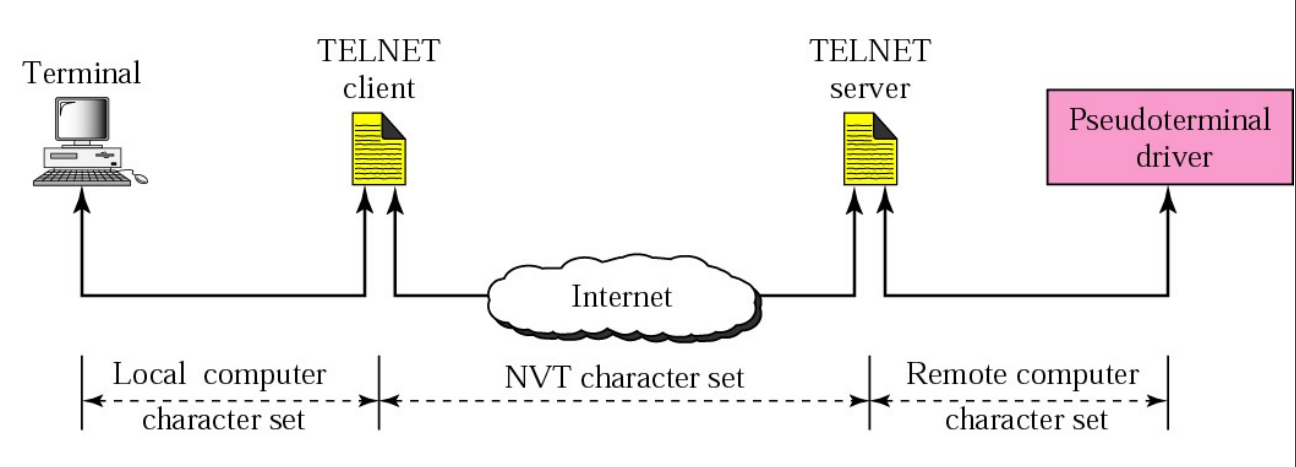 Terminal
TELNET
client
TELNET
server
Pseudoterminal
driver
Internet
Local computer
character set
NVT character set
Remote computer
character set